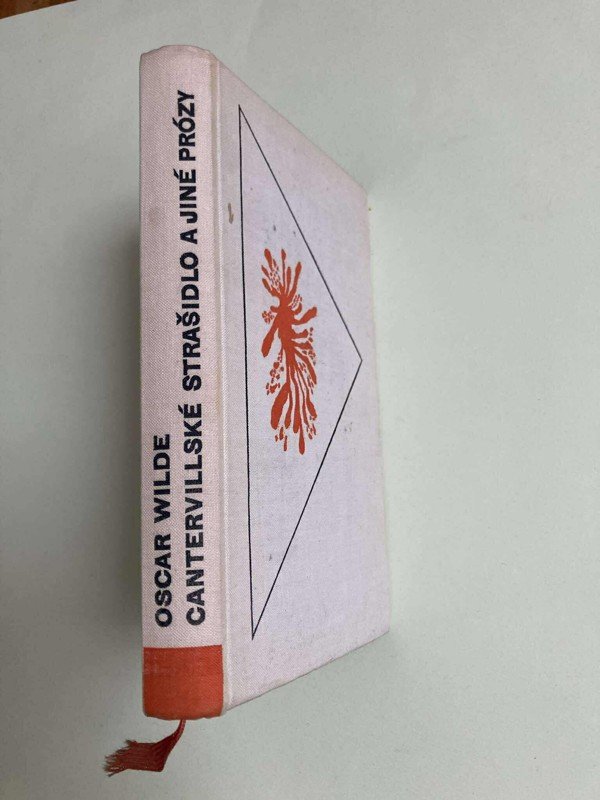 OSCAR WILDE
CANTERVILLSKÉ STRAŠIDLO A JINÉ PRÓZY